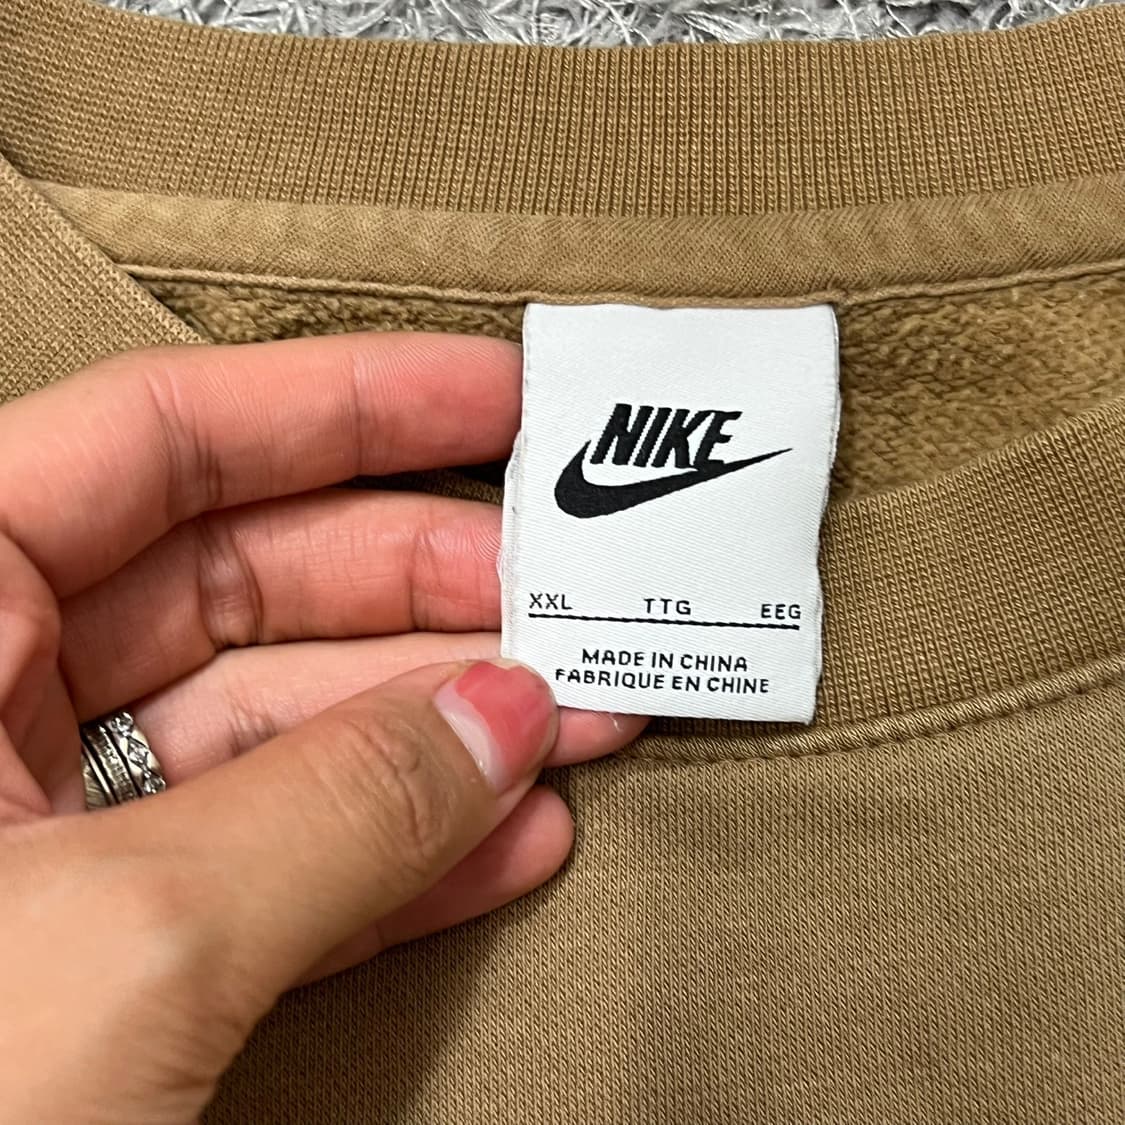 NIKE
XXL TTG EEG
MADE IN CHINA
FABRIQUE EN CHINE